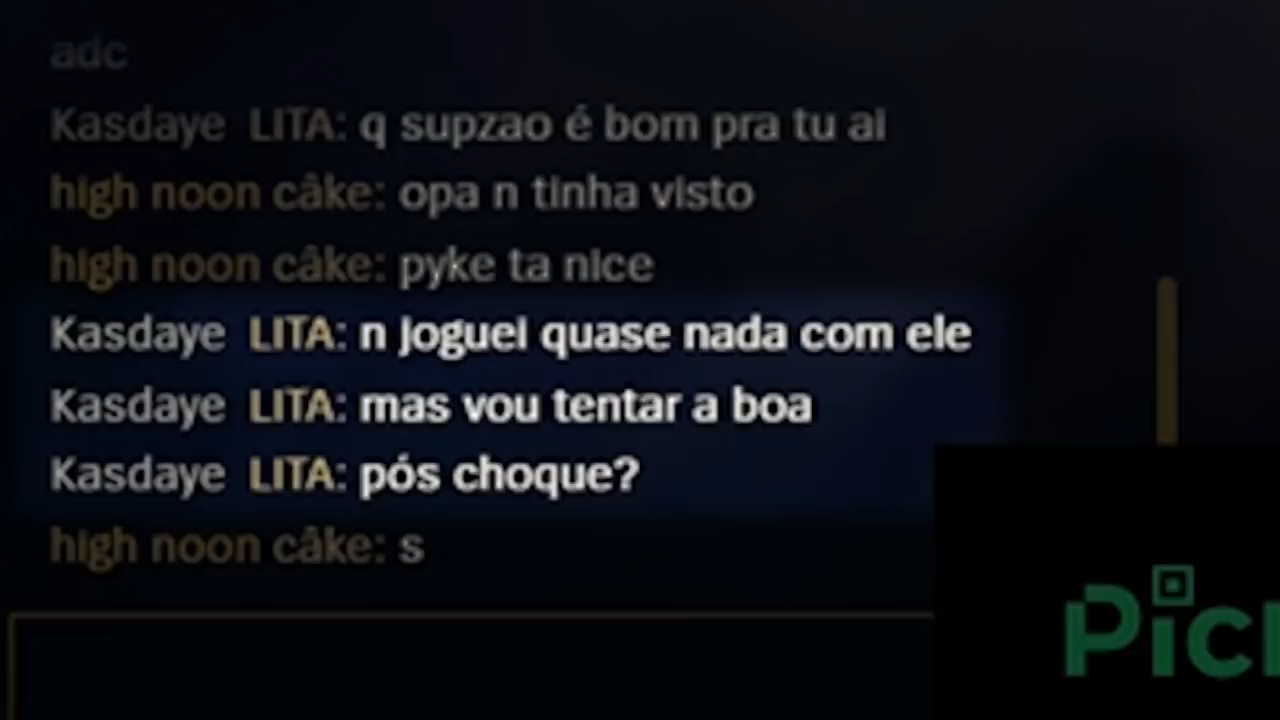 adc
Kasdaye LITA: q supzao é bom pra tu ai
high noon câke: opa n tinha visto
high noon câke: pyke ta nice
Kasdaye LITA: n joguei quase nada com ele
Kasdaye LITA: mas vou tentar a boa
Kasdaye LITA: pós choque?
high noon câke: s